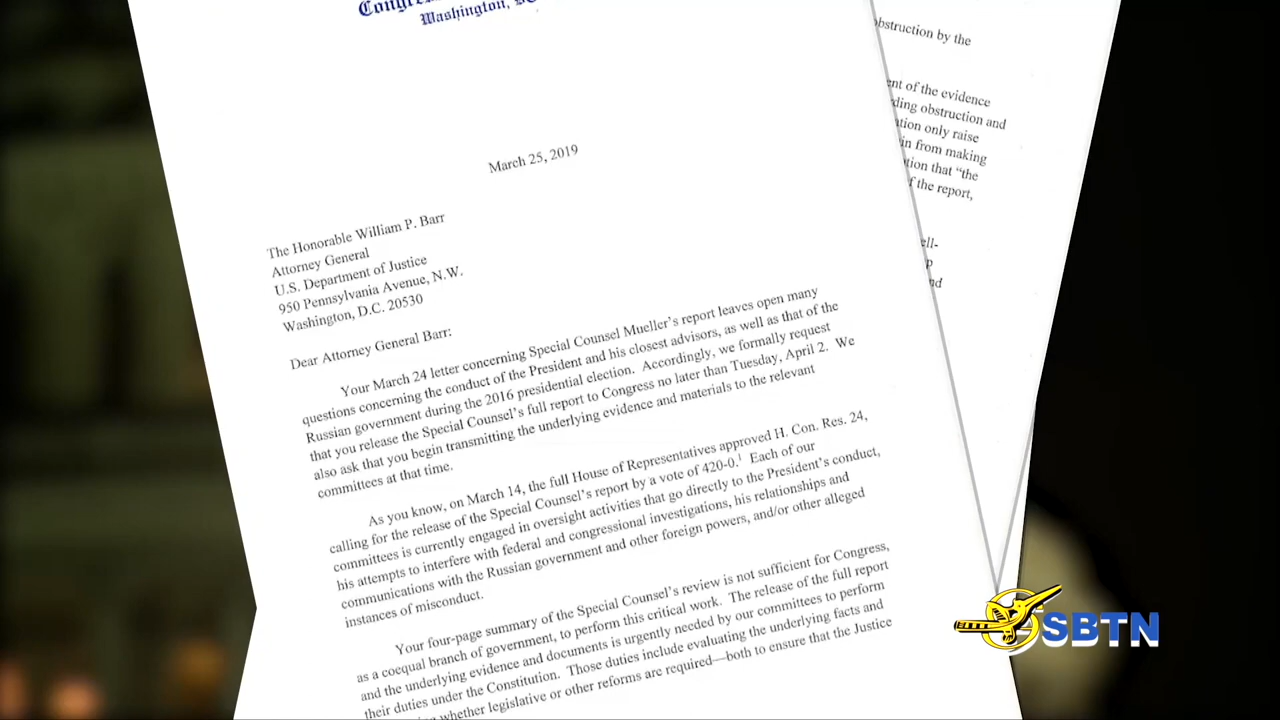 Washington,
March 25, 2019
The Honorable William P. Barr
Attorney General
U.S. Department of Justice
950 Pennsylvania Avenue, N.W.
Washington, D.C. 20530
Dear Attorney General Barr:
Your March 24 letter concerning Special Counsel Mueller's report leaves open many
questions concerning the conduct of the President and his closest advisors, as well as that of the
Russian government during the 2016 presidential election. Accordingly, we formally request
that you release the Special Counsel's full report to Congress no later than Tuesday, April 2. We
also ask that you begin transmitting the underlying evidence and materials to the relevant
committees at that time.
As you know, on March 14, the full House of Representatives approved H. Con. Res. 24,
calling for the release of the Special Counsel's report by a vote of 420-0.1 Each of our
committees is currently engaged in oversight activities that go directly to the President's conduct,
his attempts to interfere with federal and congressional investigations, his relationships and
communications with the Russian government and other foreign powers, and/or other alleged
instances of misconduct.
Your four-page summary of the Special Counsel's review is not sufficient for Congress,
as a coequal branch of government, to perform this critical work. The release of the full report
and the underlying evidence and documents is urgently needed by our committees to perform
their duties under the Constitution. Those duties include evaluating the underlying facts and
whether legislative or other reforms are required—both to ensure that the Justice
obstruction by the
of the evidence
obstruction and
only raise
from making
that "the
of the report,
SBTN